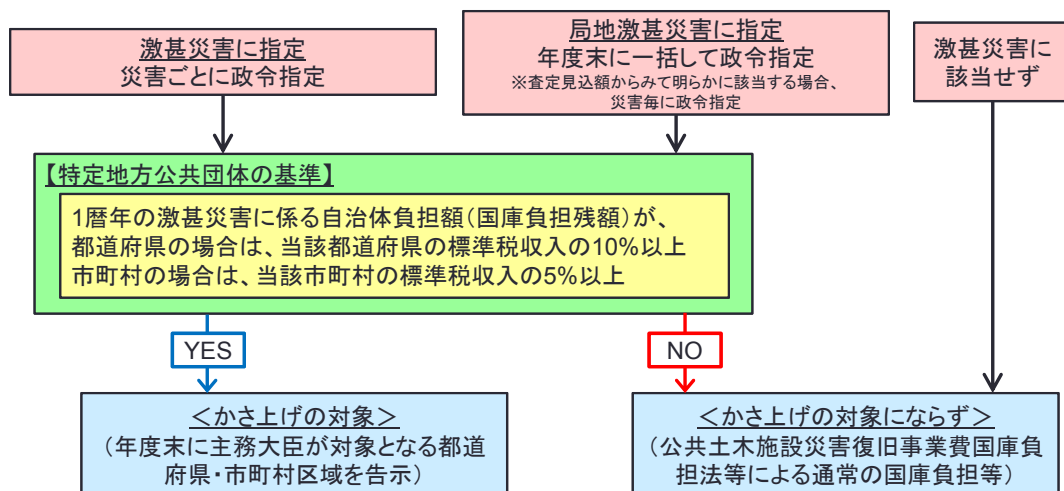 激甚災害に指定
災害ごとに政令指定
局地激甚災害に指定
年度末に一括して政令指定
※査定見込額からみて明らかに該当する場合、
災害毎に政令指定
激甚災害に
該当せず
【特定地方公共団体の基準】
1暦年の激甚災害に係る自治体負担額(国庫負担残額)が、
都道府県の場合は、当該都道府県の標準税収入の10%以上
市町村の場合は、当該市町村の標準税収入の5%以上
YES
NO
＜かさ上げの対象＞
(年度末に主務大臣が対象となる都道
府県・市町村区域を告示)
＜かさ上げの対象にならず＞
(公共土木施設災害復旧事業費国庫負
担法等による通常の国庫負担等)